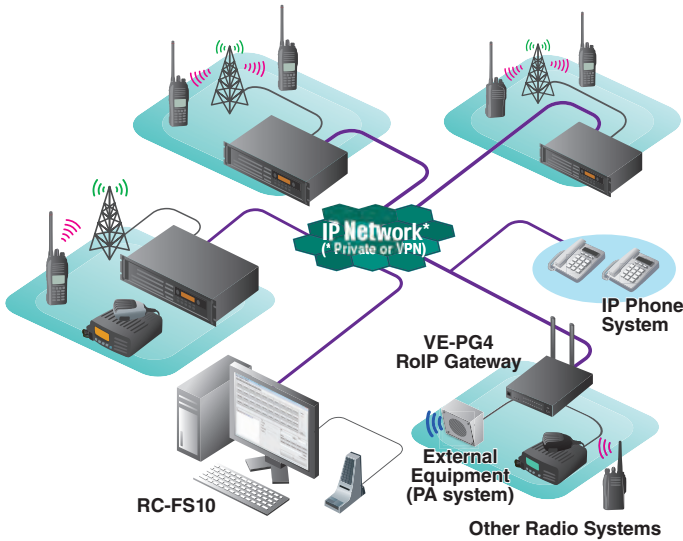 IP Network*
(* Private or VPN)
IP Phone
System
VE-PG4
RoIP Gateway
External
Equipment
(PA system)
RC-FS10
Other Radio Systems